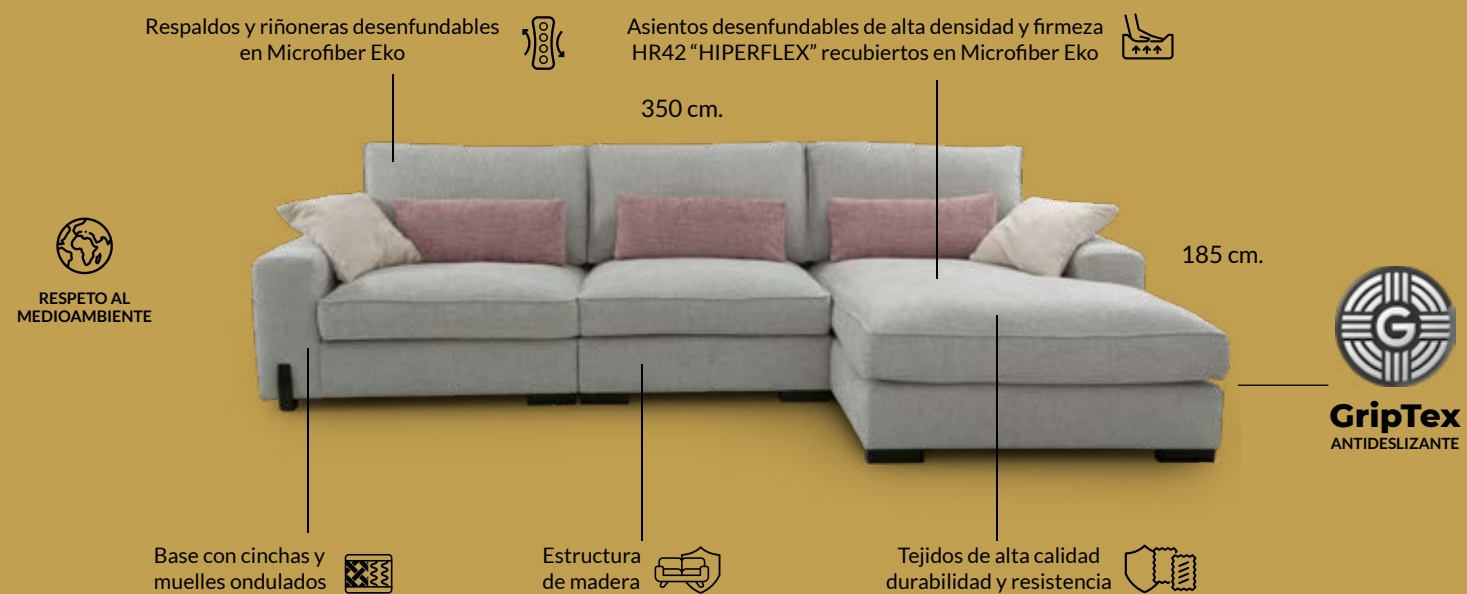 Respaldos y riñoneras desenfundables
en Microfiber Eko
Asientos desenfundables de alta densidad y firmeza
HR42 “HIPERFLEX” recubiertos en Microfiber Eko
350 cm.
185 cm.
RESPETO AL
MEDIOAMBIENTE
G
GripTex
ANTIDESLIZANTE
Base con cinchas y
muelles ondulados
Estructura
de madera
Tejidos de alta calidad
durabilidad y resistencia